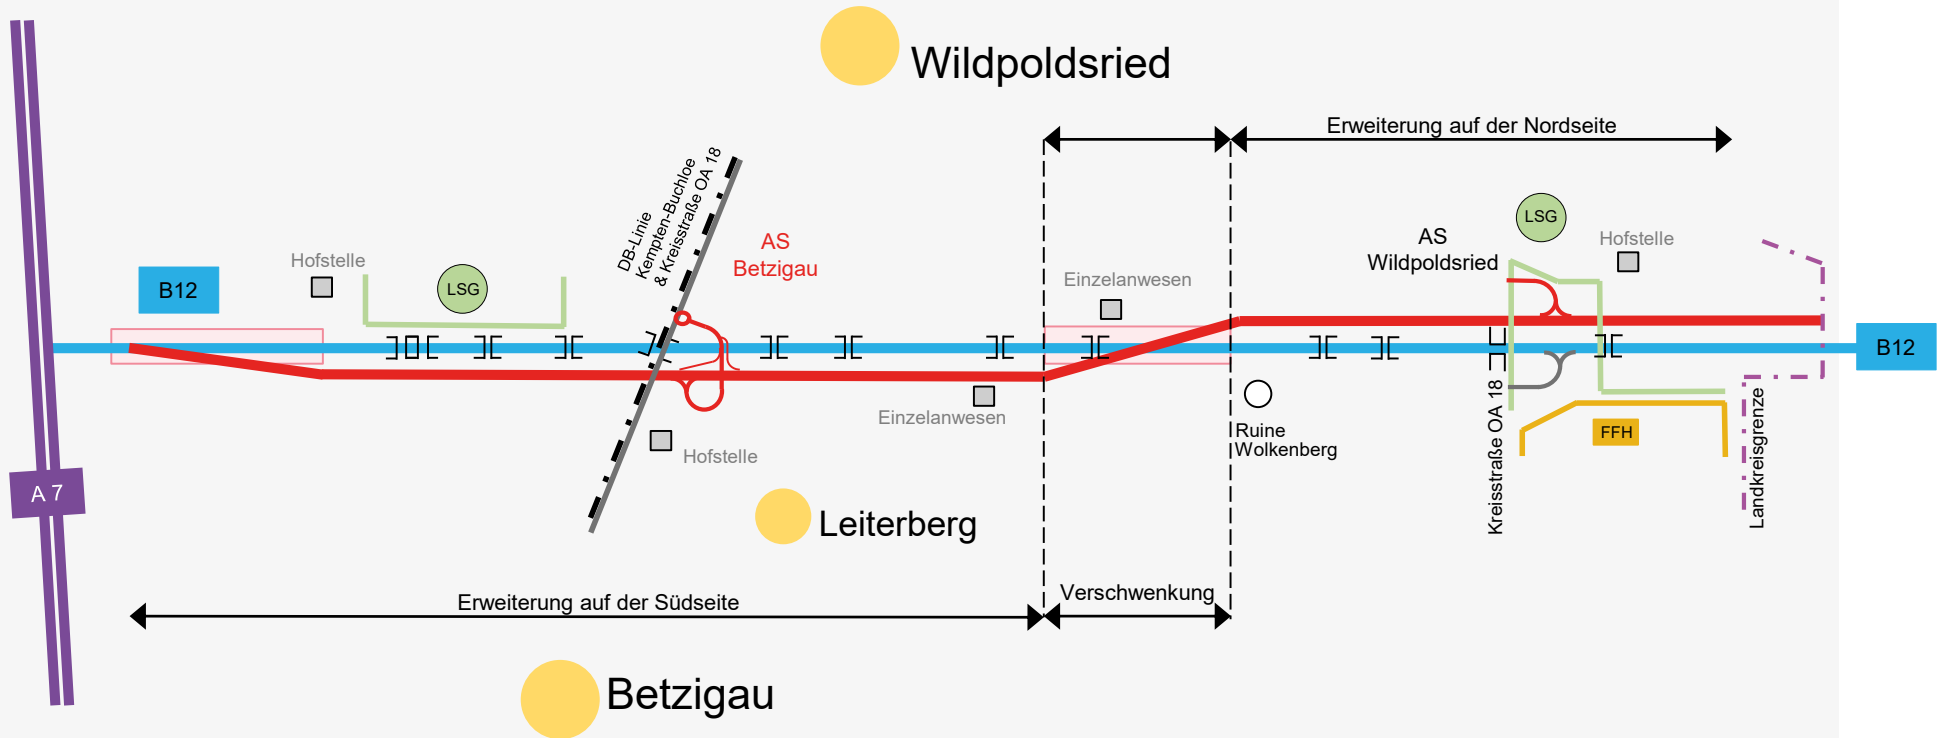 Wildpoldsried
Erweiterung auf der Nordseite
DB-Linie
Kempten-Buchloe
& Kreisstraße OA 18
AS
Betzigau
LSG
AS
Wildpoldsried
Hofstelle
Hofstelle
B12
LSG
Einzelanwesen
B12
Einzelanwesen
Ruine
Wolkenberg
Kreisstraße OA 18
FFH
Landkreisgrenze
Hofstelle
A 7
Leiterberg
Erweiterung auf der Südseite
Verschwenkung
Betzigau